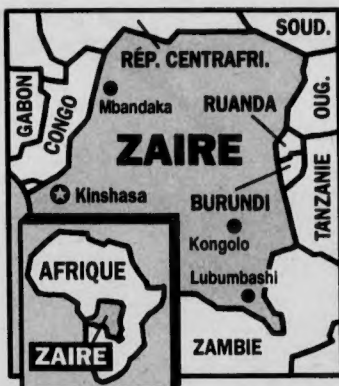 SOUD.
RÉP. CENTRAFRI.
GABON
CONGO
Mbandaka
RUANDA
OUG.
ZAIRE
Kinshasa
BURUNDI
TANZANIE
Kongolo
AFRIQUE
Lubumbashi
ZAIRE
ZAMBIE